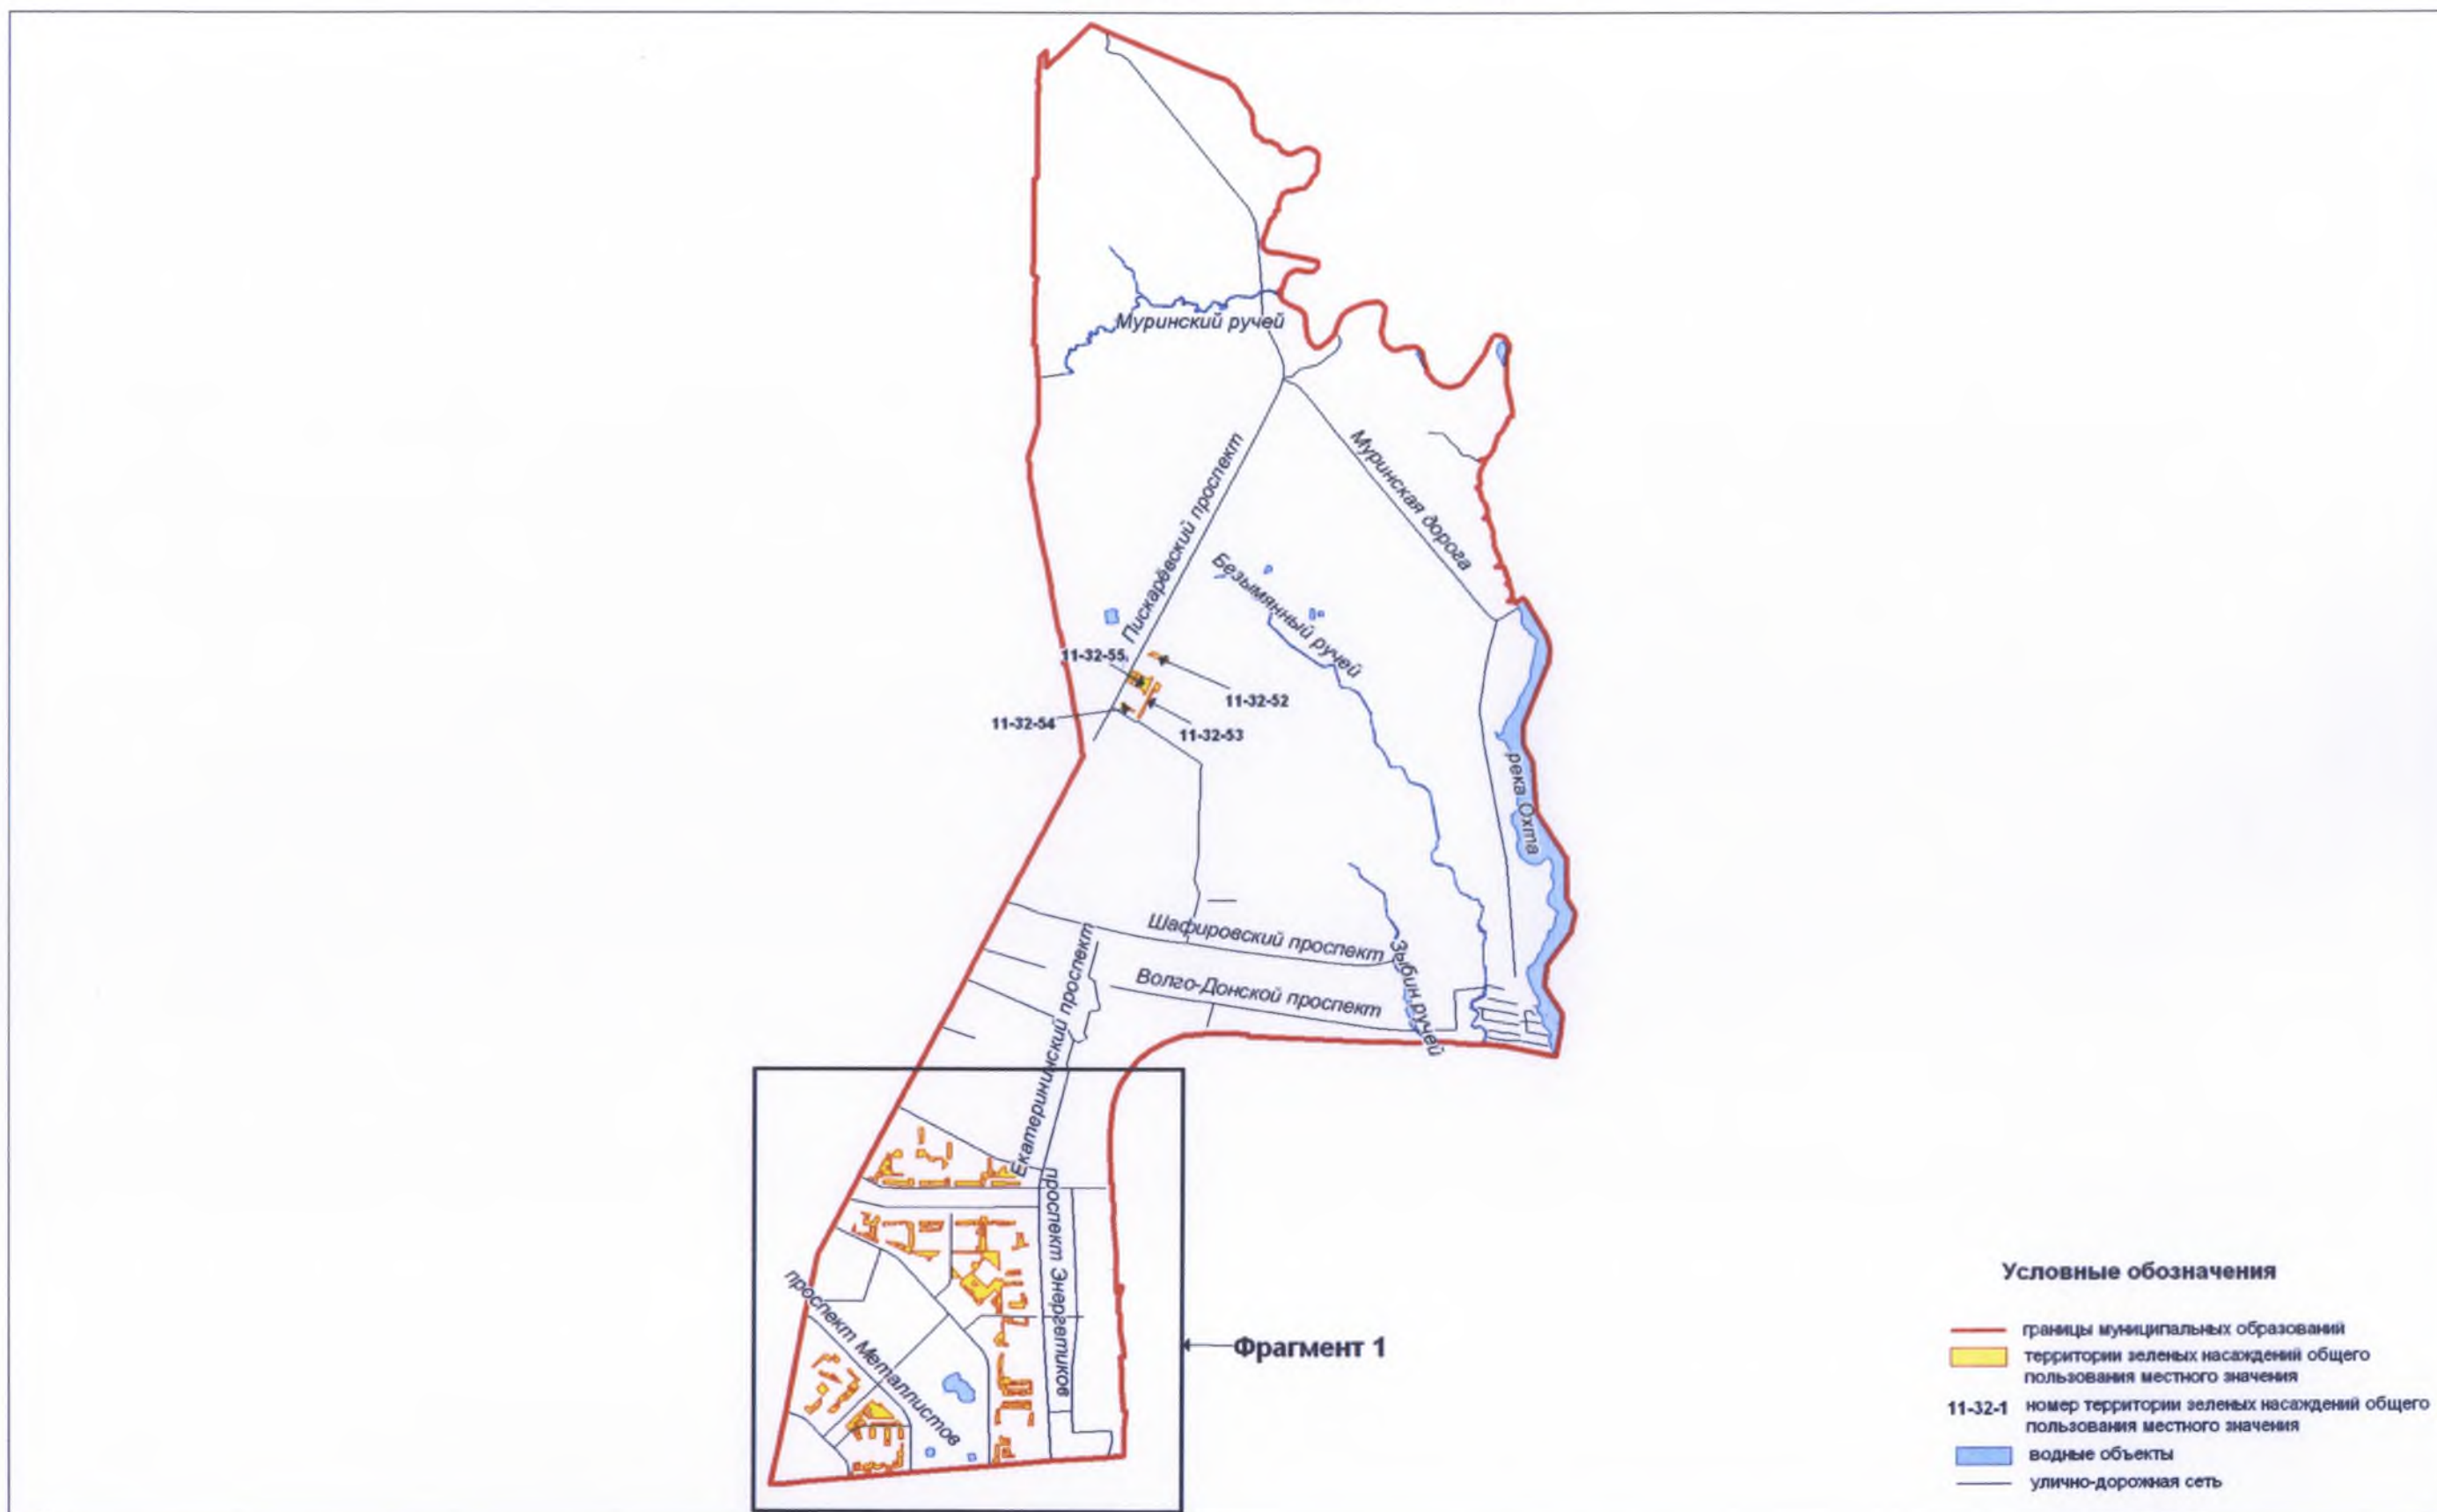 Муринский ручей
Пискарёвский проспект
Муринская дорога
Безымянный ручей
11-32-55
11-32-52
11-32-54
11-32-53
река Охта
Шафировский проспект
Екатерининский проспект
Зыбин ручей
Волго-Донской проспект
проспект Энергетиков
проспект Металлистов
Фрагмент 1
Условные обозначения
границы муниципальных образований
территории зеленых насаждений общего
пользования местного значения
11-32-1 номер территории зеленых насаждений общего
пользования местного значения
водные объекты
улично-дорожная сеть